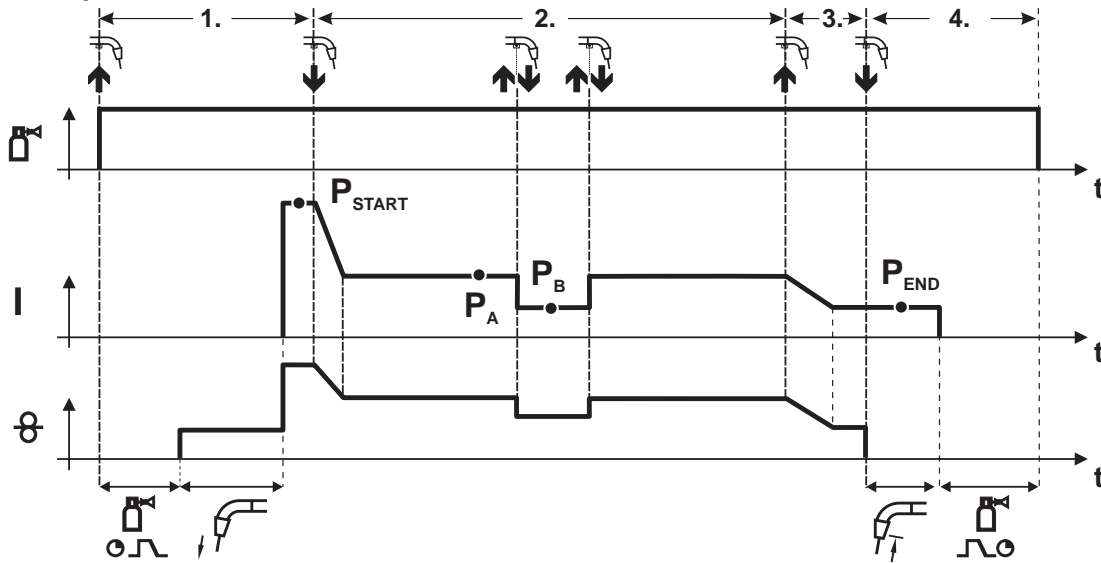 1. 2. 3. 4.
t
P_START
P_B P_END
P_A
I
t
t